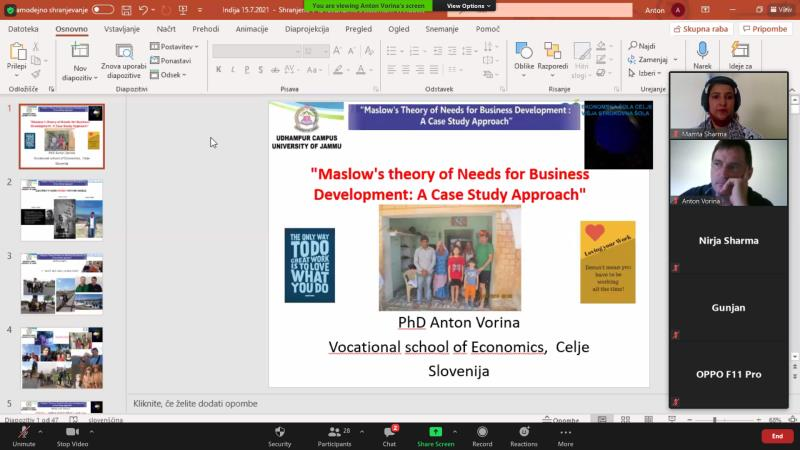 Samodejno shranjevanje
Indija 15.7.2021 - Shranjen
You are viewing Anton Vorina's screen
View Options
Anton
A
View
Datoteka
Osnovno
Vstavljanje
Načrt
Prehodi
Animacije
Diaprojekcija
Pregled
Ogled
Snemanje
Pomoč
Skupna raba
Pripombe
Prilepi
Nov
diapozitiv
Znova uporabi
diapozitive
Postavitev
Ponastavi
Odsek
Oblike
Razporedi
Hitri
slogi
Najdi
Zamenjaj
Izberi
Narek
Ideje za
Odložišče
Diapozitivi
Pisava
Odstavek
Risanje
1
2
3
4
5
UDHAMPUR CAMPUS
UNIVERSITY OF JAMMU
"Maslow's Theory of Needs for Business Development :
A Case Study Approach"
EKONOMSKA ŠOLA CELJE
VIŠJA STROKOVNA ŠOLA
"Maslow's theory of Needs for Business
Development: A Case Study Approach"
THE ONLY WAY
TO DO
GREAT WORK
IS TO LOVE
WHAT
YOU DO
Loving your Work
Doesn't mean you
have to be
working
all the time!
PhD Anton Vorina
Vocational school of Economics, Celje
Slovenija
Mamta Sharma
Anton Vorina
Nirja Sharma
Gunjan
OPPO F11 Pro
Kliknite, če želite dodati opombe
Diapozitiv 1 od 47
slovenščina
Opombe
68%
Unmute
Stop Video
Security
Participants
28
Chat
2
Share Screen
Record
Reactions
More
End